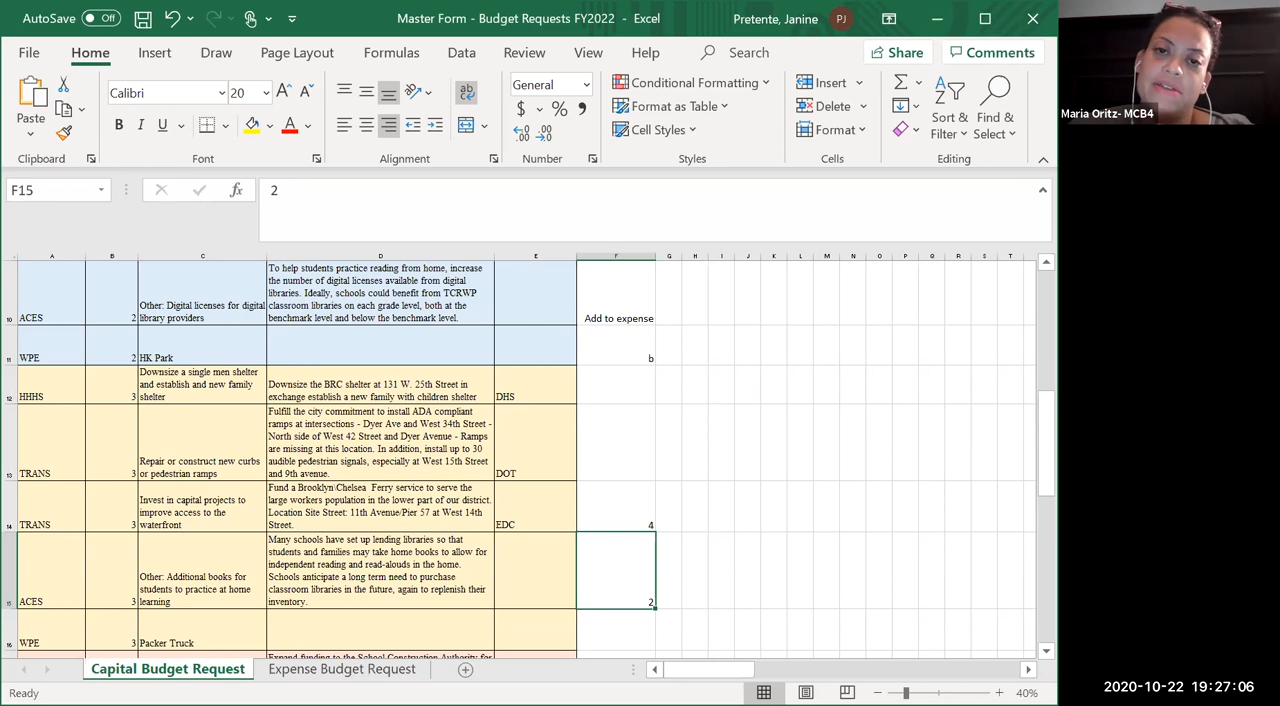 AutoSave Off Master Form - Budget Requests FY2022 - Excel Pretente, Janine PJ
File Home Insert Draw Page Layout Formulas Data Review View Help Search Share Comments
Paste
Clipboard
Calibri 20
B I U
Font
Alignment
General
$ % ,
Number
Conditional Formatting
Format as Table
Cell Styles
Styles
Insert
Delete
Format
Cells
Sort & Filter
Find & Select
Editing
F15 fx 2
A B C D E F G H I J K L M N O P Q R S T
10 ACES 2 Other: Digital licenses for digital
library providers
To help students practice reading from home, increase
the number of digital licenses available from digital
libraries. Ideally, schools could benefit from TCRWP
classroom libraries on each grade level, both at the
benchmark level and below the benchmark level.
Add to expense
11 WPE 2 HK Park b
12 HHHS 3 Downsize a single men shelter
and establish and new family
shelter
Downsize the BRC shelter at 131 W. 25th Street in
exchange establish a new family with children shelter
DHS
13 TRANS 3 Repair or construct new curbs
or pedestrian ramps
Fulfill the city commitment to install ADA compliant
ramps at intersections - Dyer Ave and West 34th Street -
North side of West 42 Street and Dyer Avenue - Ramps
are missing at this location. In addition, install up to 30
audible pedestrian signals, especially at West 15th Street
and 9th avenue.
DOT
14 TRANS 3 Invest in capital projects to
improve access to the
waterfront
Fund a Brooklyn\Chelsea Ferry service to serve the
large workers population in the lower part of our district.
Location Site Street: 11th Avenue/Pier 57 at West 14th
Street.
EDC 4
15 ACES 3 Other: Additional books for
students to practice at home
learning
Many schools have set up lending libraries so that
students and families may take home books to allow for
independent reading and read-alouds in the home.
Schools anticipate a long term need to purchase
classroom libraries in the future, again to replenish their
inventory.
2
16 WPE 3 Packer Truck
Expand funding to the School Construction Authority for
Capital Budget Request Expense Budget Request
Ready 40%
Maria Oritz- MCB4
2020-10-22 19:27:06